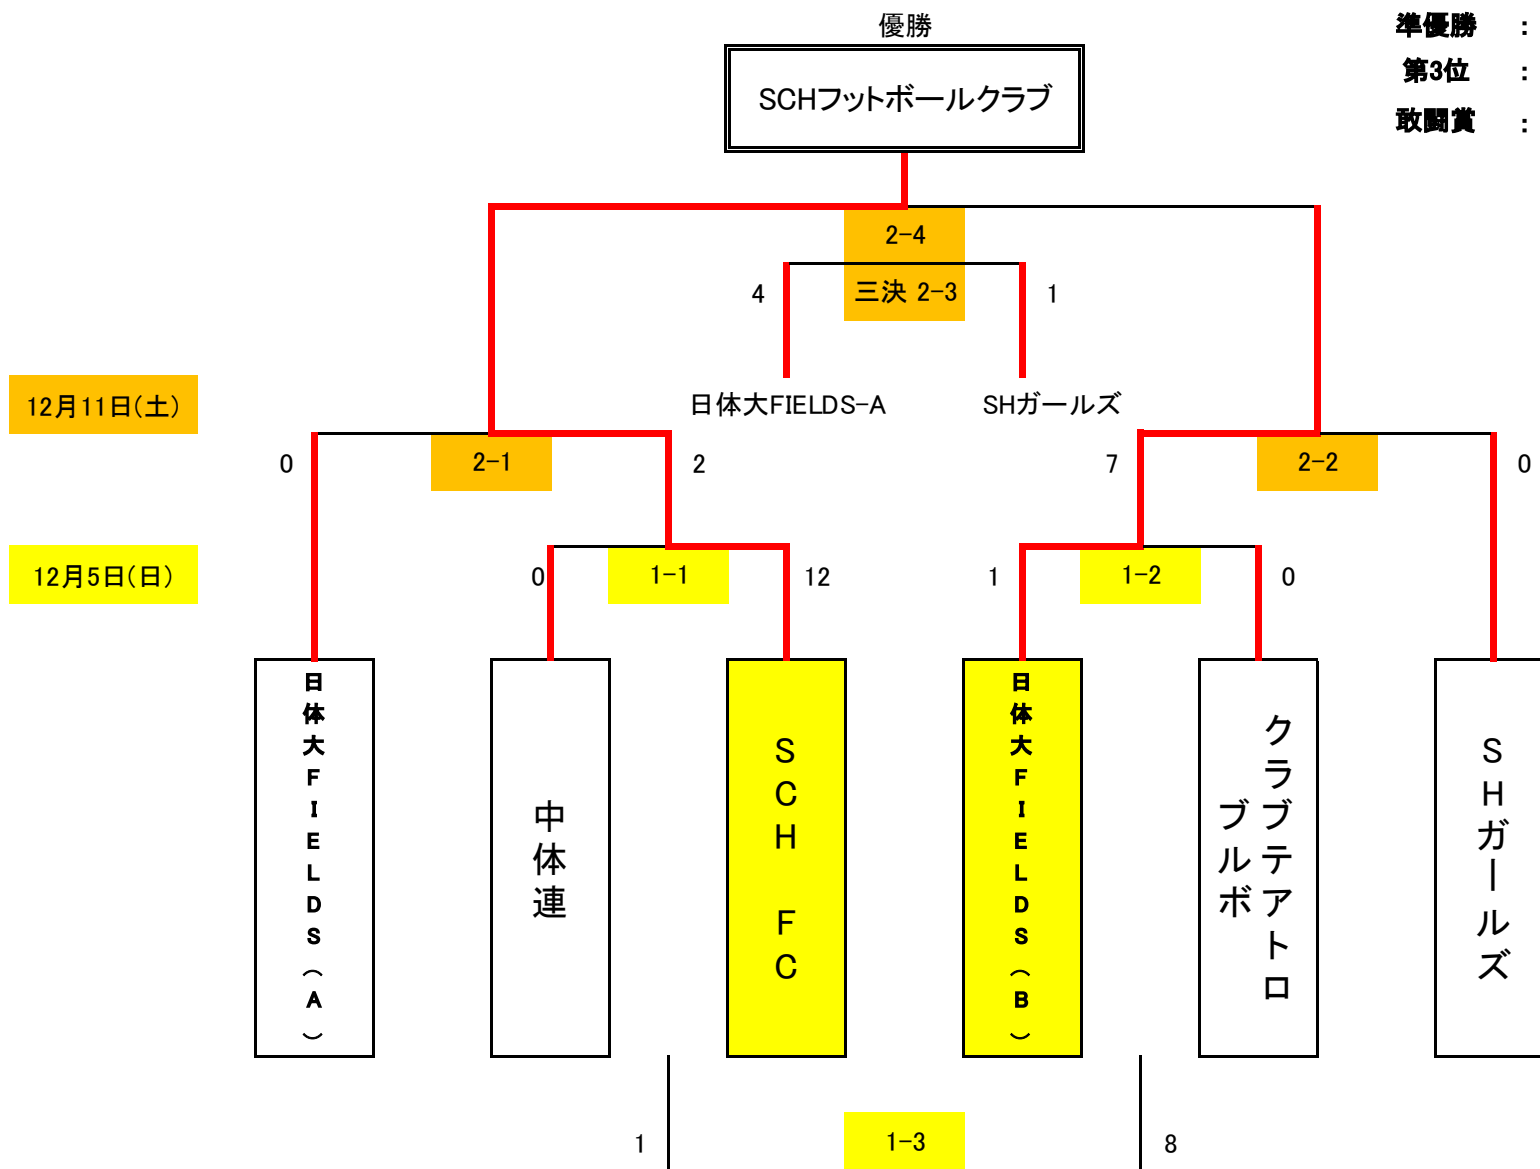 優勝
準優勝 :
SCHフットボールクラブ
第3位 :
敢闘賞 :
2-4
4 三決 2-3 1
12月11日(土)
日体大FIELDS-A SHガールズ
0 2-1 2 7 2-2 0
12月5日(日)
0 1-1 12 1 1-2 0
日体大FIELDS(A)
中体連
SCH FC
日体大FIELDS(B)
クラブテアトロ
ブルボ
SHガールズ
1 1-3 8